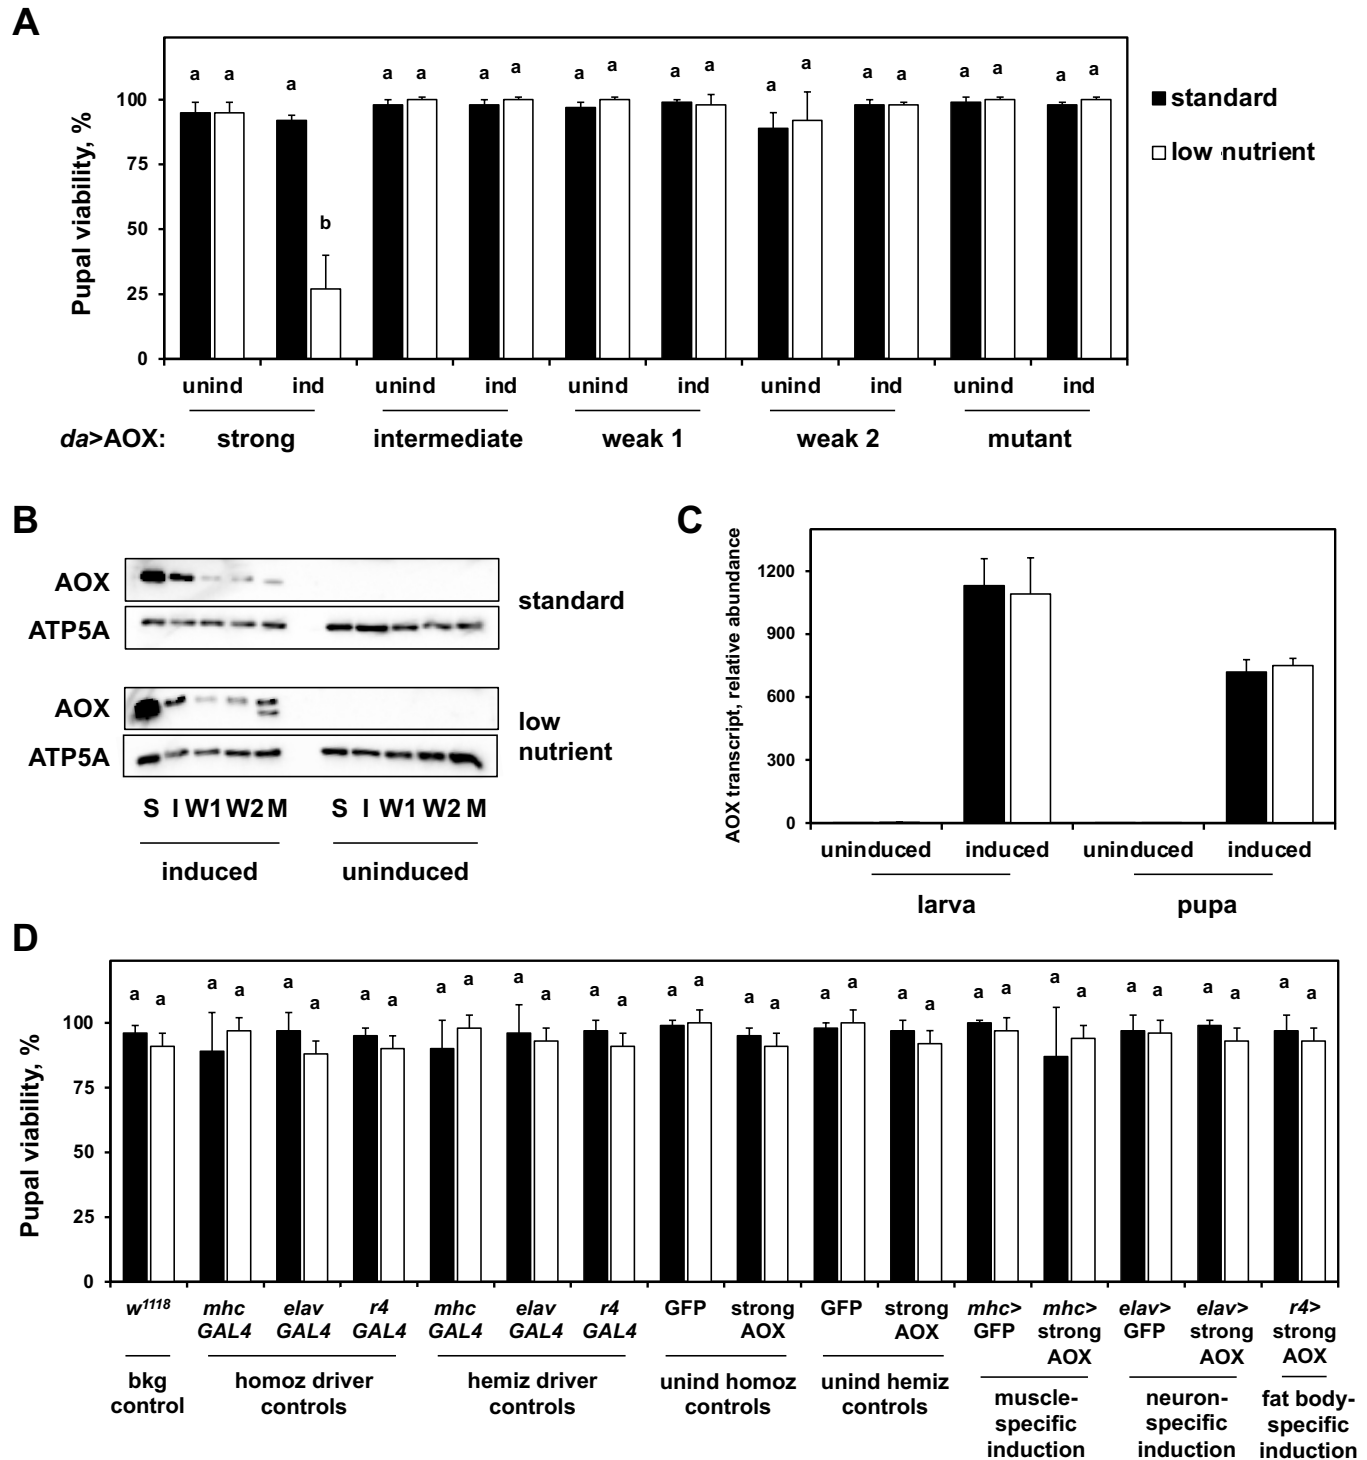 A
a a a a a a a a a a a a a a a a a a a
b
100
75
50
25
0
Pupal viability, %
standard
low nutrient
unind ind unind ind unind ind unind ind unind ind
da>AOX: strong intermediate weak 1 weak 2 mutant
B
AOX
ATP5A
standard
AOX
ATP5A
low
nutrient
S I W1 W2 M S I W1 W2 M
induced uninduced
C
AOX transcript, relative abundance
1200
900
600
300
0
uninduced induced uninduced induced
larva pupa
D
a a a a a a a a a a a a a a a a a a a a a a a a a a a a a a a a
100
75
50
25
0
Pupal viability, %
w1118 mhc elav r4 mhc elav r4 GFP strong GFP strong mhc> mhc> elav> elav> r4>
GAL4 GAL4 GAL4 GAL4 GAL4 GAL4 AOX AOX GFP strong GFP strong strong
AOX AOX AOX
bkg homoz driver hemiz driver unind homoz unind hemiz muscle- neuron- fat body-
control controls controls controls controls specific specific specific
induction induction induction